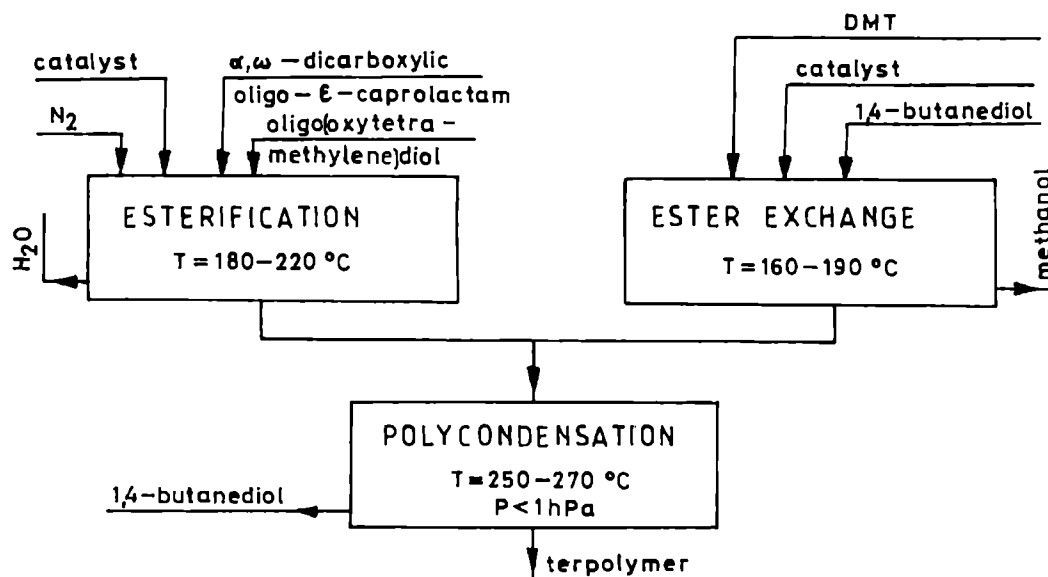 DMT
catalyst
α,ω-dicarboxylic
catalyst
oligo-ε-caprolactam
N2
oligo(oxytetra-
1,4-butanediol
methylene)diol
ESTERIFICATION
T=180-220 °C
H2O
ESTER EXCHANGE
T=160-190 °C
methanol
POLYCONDENSATION
T=250-270 °C
P<1hPa
1,4-butanediol
terpolymer